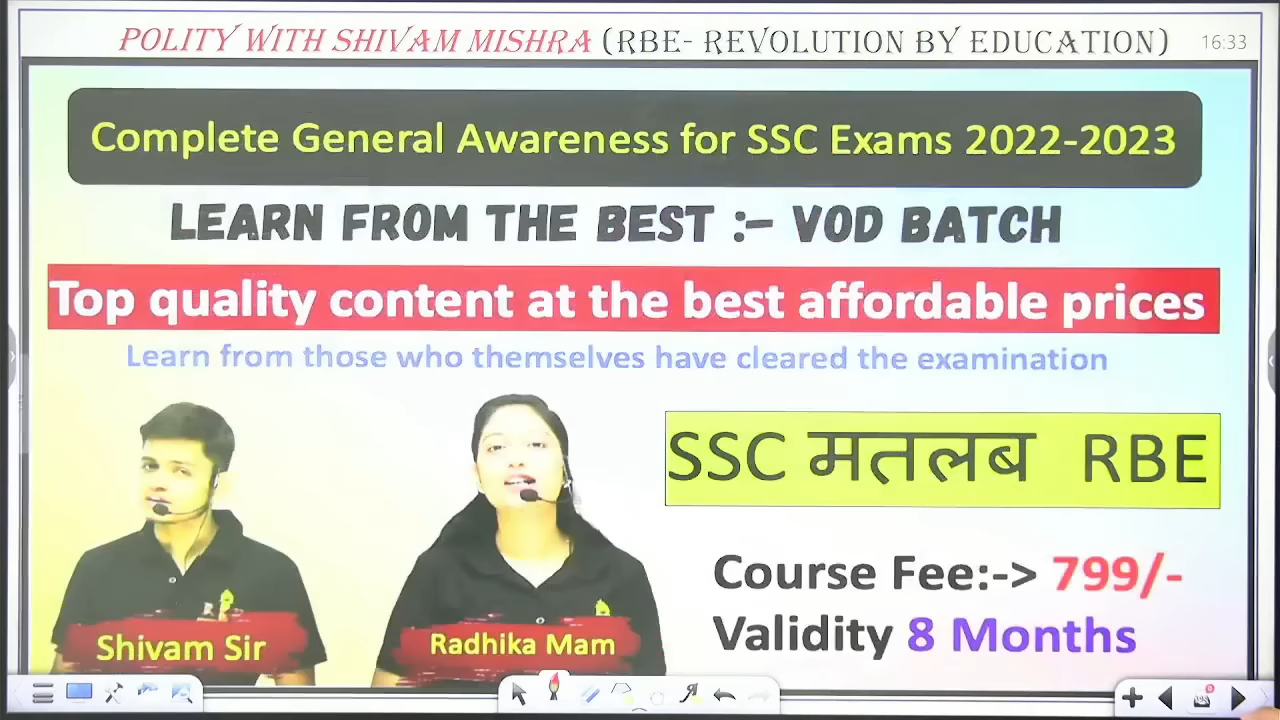 POLITY WITH SHIVAM MISHRA (RBE- REVOLUTION BY EDUCATION) 16:33
Complete General Awareness for SSC Exams 2022-2023
LEARN FROM THE BEST :- VOD BATCH
Top quality content at the best affordable prices
Learn from those who themselves have cleared the examination
SSC मतलब RBE
Course Fee:-> 799/-
Validity 8 Months
Shivam Sir
Radhika Mam